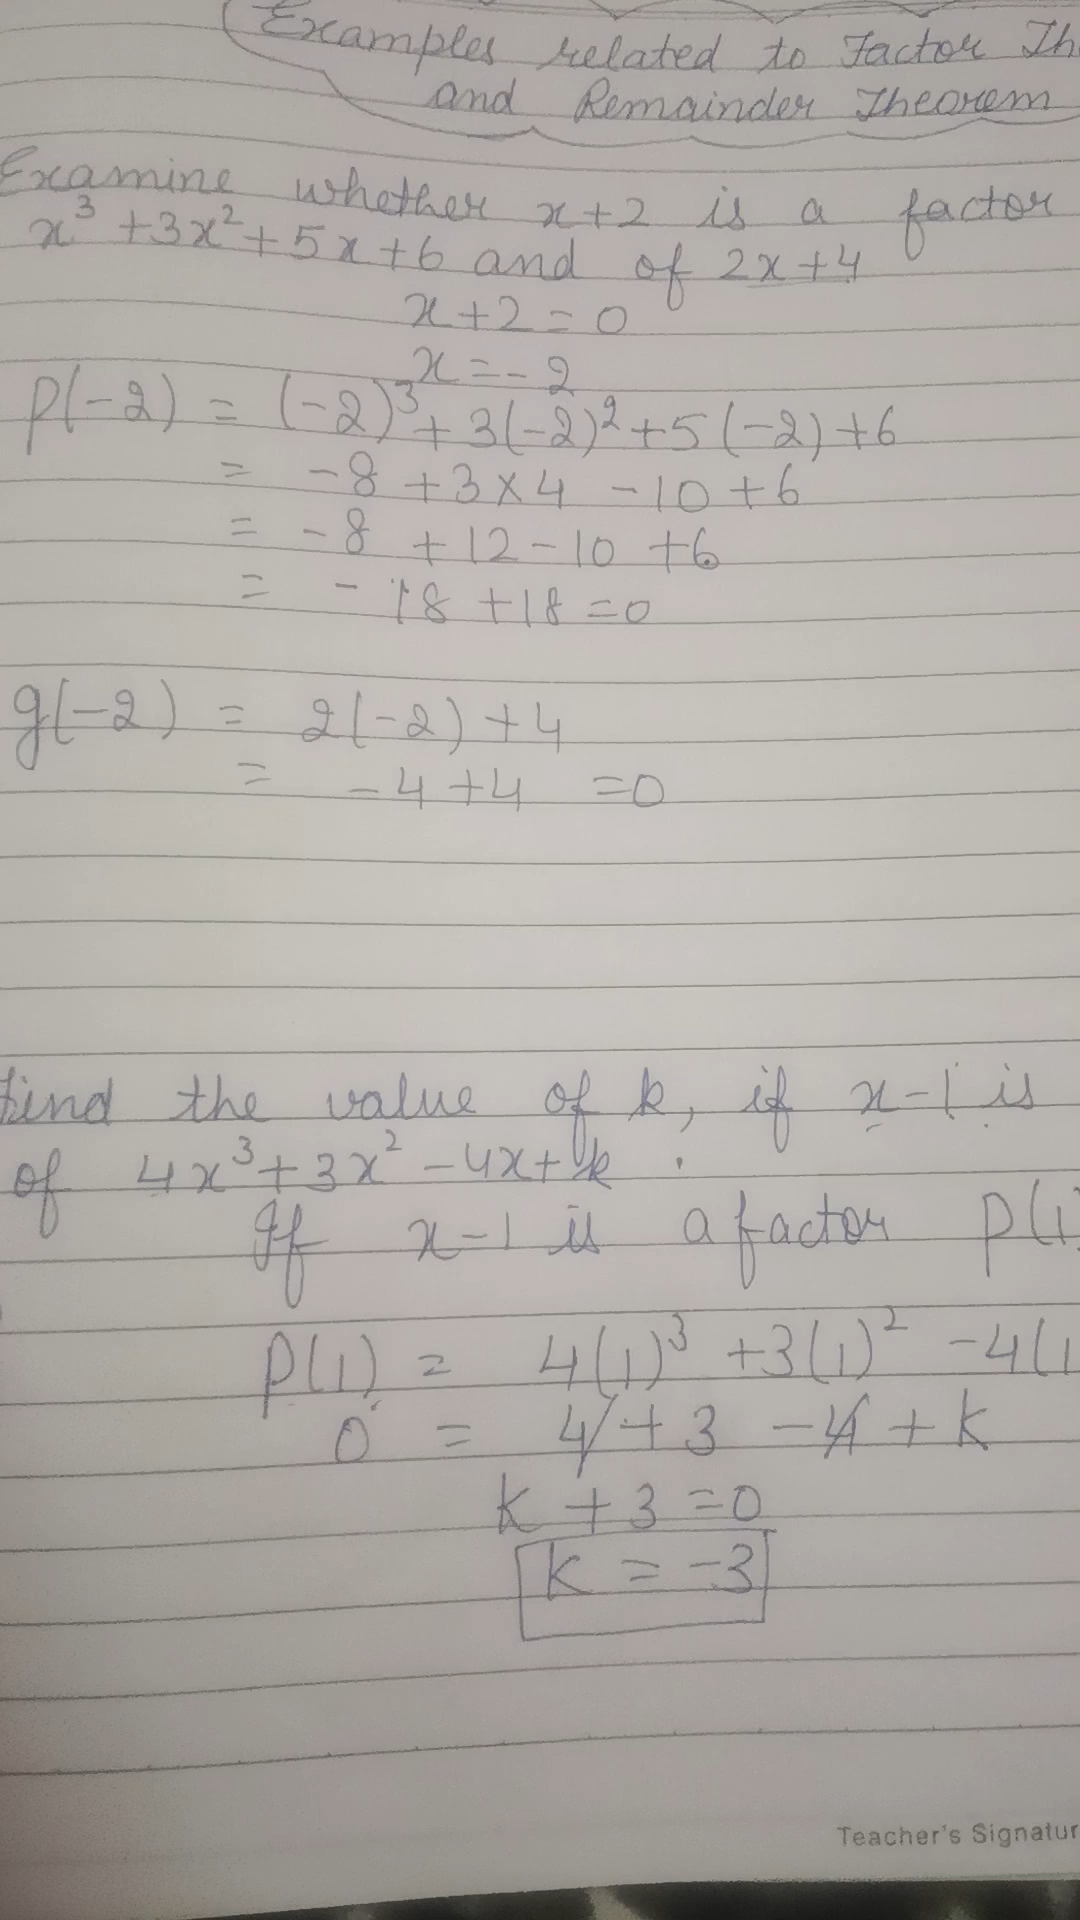 Examples related to Factor Th
and Remainder Theorem
Examine whether x+2 is a factor
x³ +3x²+5x+6 and of 2x+4
x+2=0
x=-2
p(-2) = (-2)³+3(-2)²+5(-2)+6
= -8 +3×4 -10+6
= -8 +12-10 +6
= -18 +18 =0
g(-2) = 2(-2)+4
= -4+4 =0
find the value of k, if x-1 is
of 4x³+3x²-4x+k.
If x-1 is a factor p(1)
p(1) = 4(1)³ +3(1)² -4(1
0 = 4+3 -4+k
k+3=0
k = -3
Teacher's Signatur